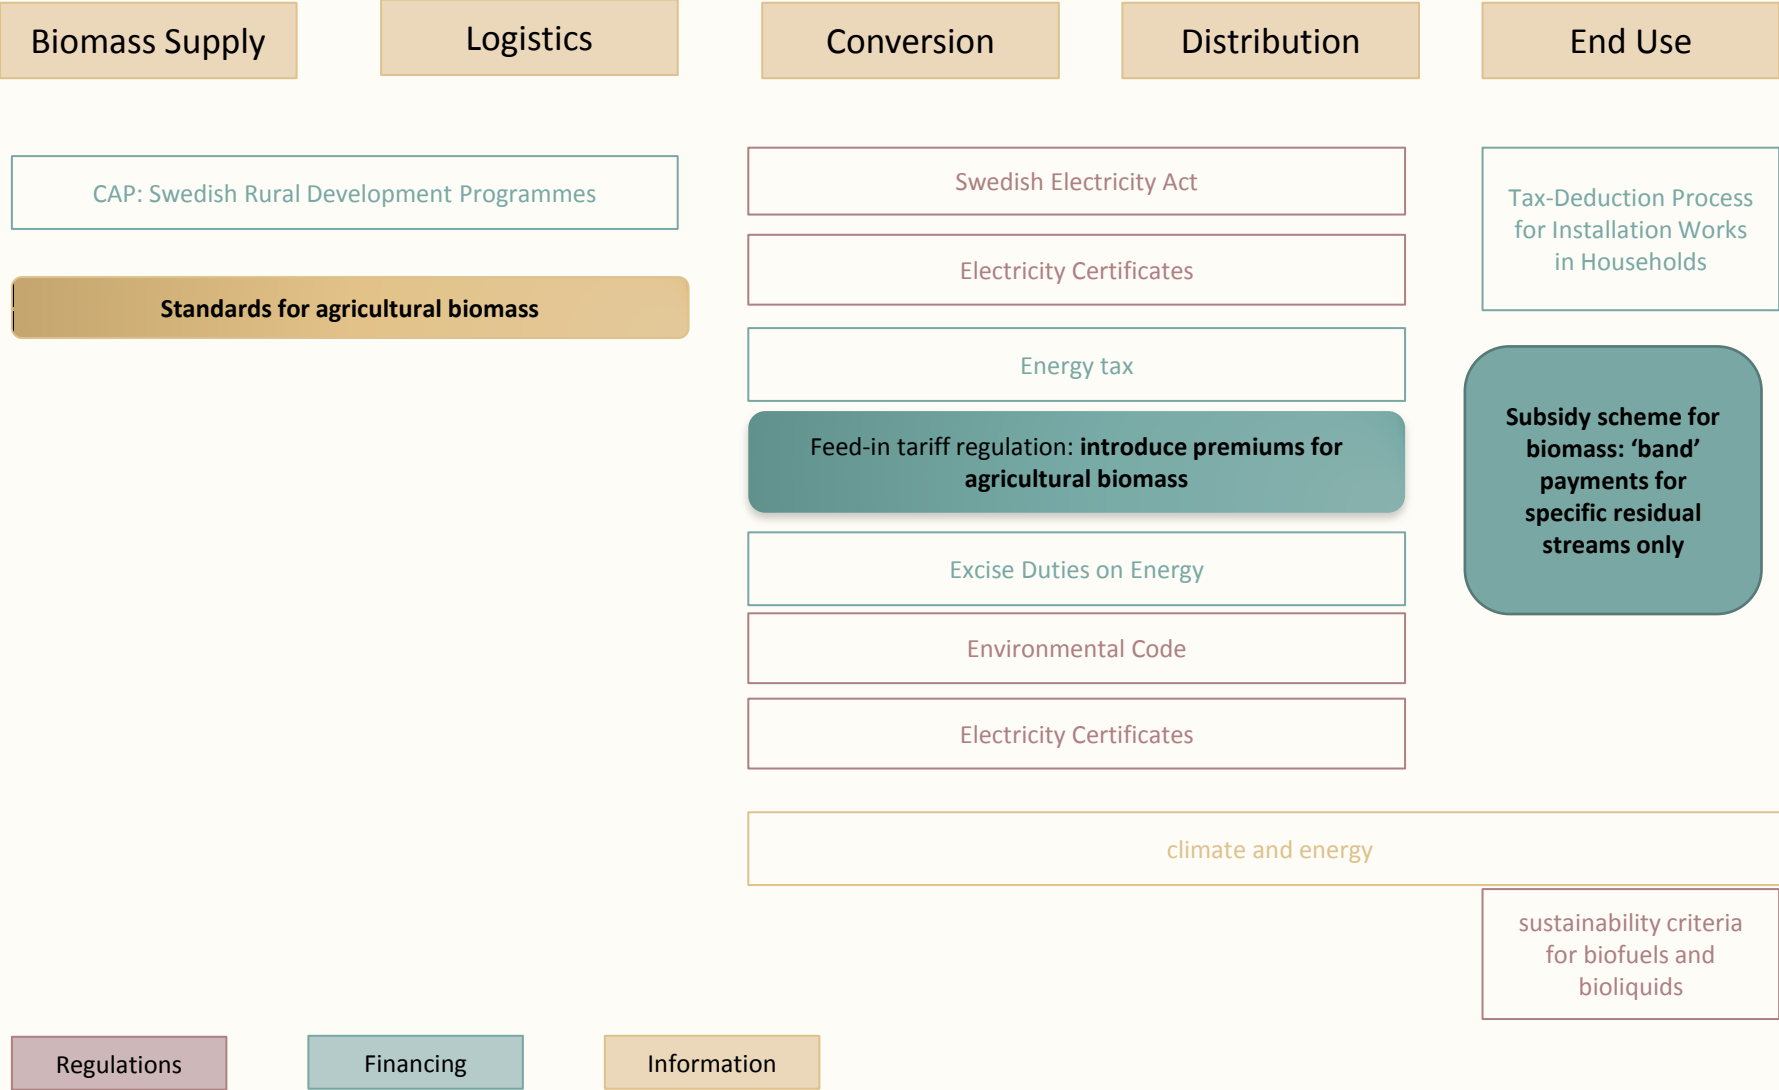 Biomass Supply
Logistics
Conversion
Distribution
End Use
CAP: Swedish Rural Development Programmes
Standards for agricultural biomass
Swedish Electricity Act
Electricity Certificates
Energy tax
Feed-in tariff regulation: introduce premiums for
agricultural biomass
Excise Duties on Energy
Environmental Code
Electricity Certificates
Tax-Deduction Process
for Installation Works
in Households
Subsidy scheme for
biomass: ‘band’
payments for
specific residual
streams only
climate and energy
sustainability criteria
for biofuels and
bioliquids
Regulations
Financing
Information